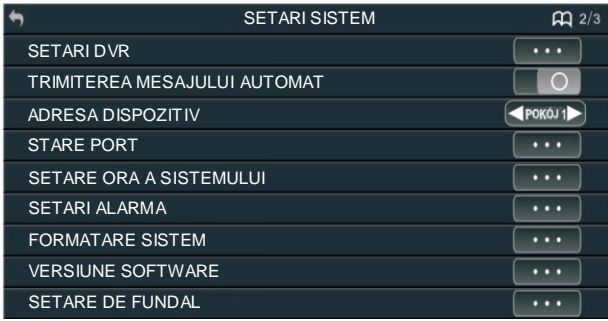 SETARI SISTEM 2/3
SETARI DVR
TRIMITEREA MESAJULUI AUTOMAT
ADRESA DISPOZITIV POKÓJ 1
STARE PORT
SETARE ORA A SISTEMULUI
SETARI ALARMA
FORMATARE SISTEM
VERSIUNE SOFTWARE
SETARE DE FUNDAL